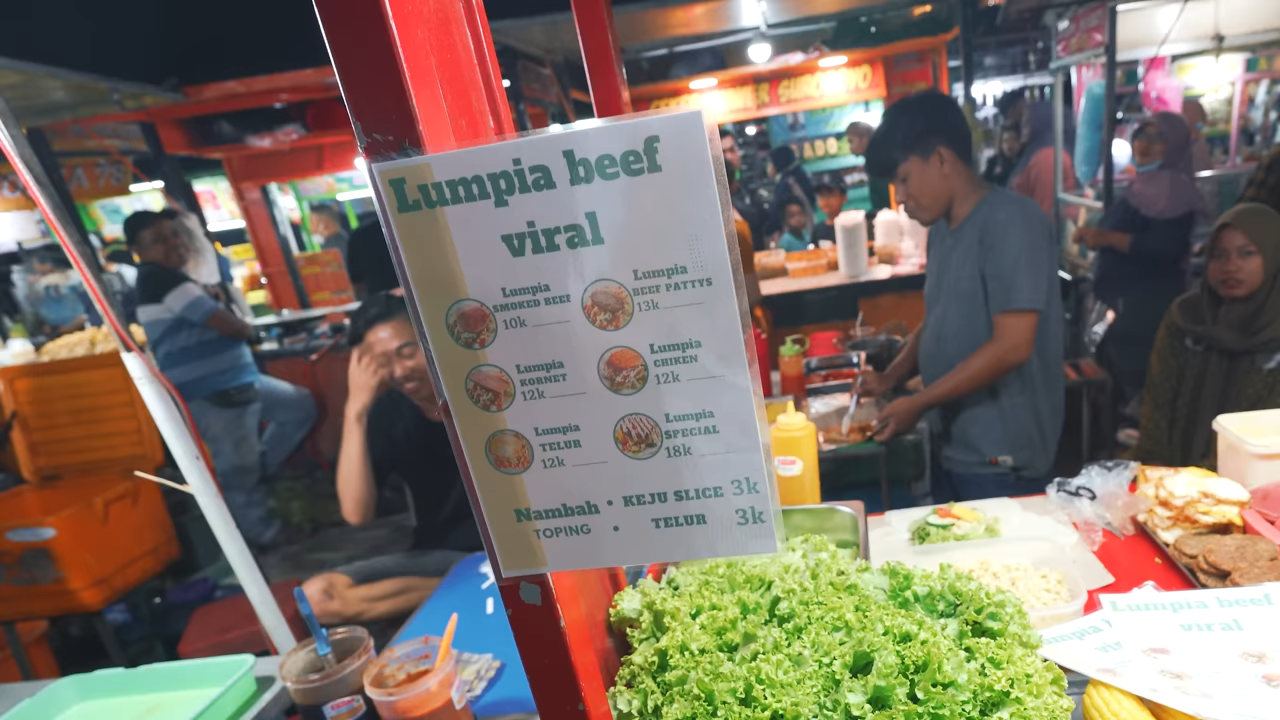 Lumpia beef
viral
Lumpia
SMOKED BEEF
10k
Lumpia
BEEF PATTYS
13k
Lumpia
KORNET
12k
Lumpia
CHIKEN
12k
Lumpia
TELUR
12k
Lumpia
SPECIAL
18k
Nambah • KEJU SLICE 3k
TOPING • TELUR 3k
Lumpia beef
viral